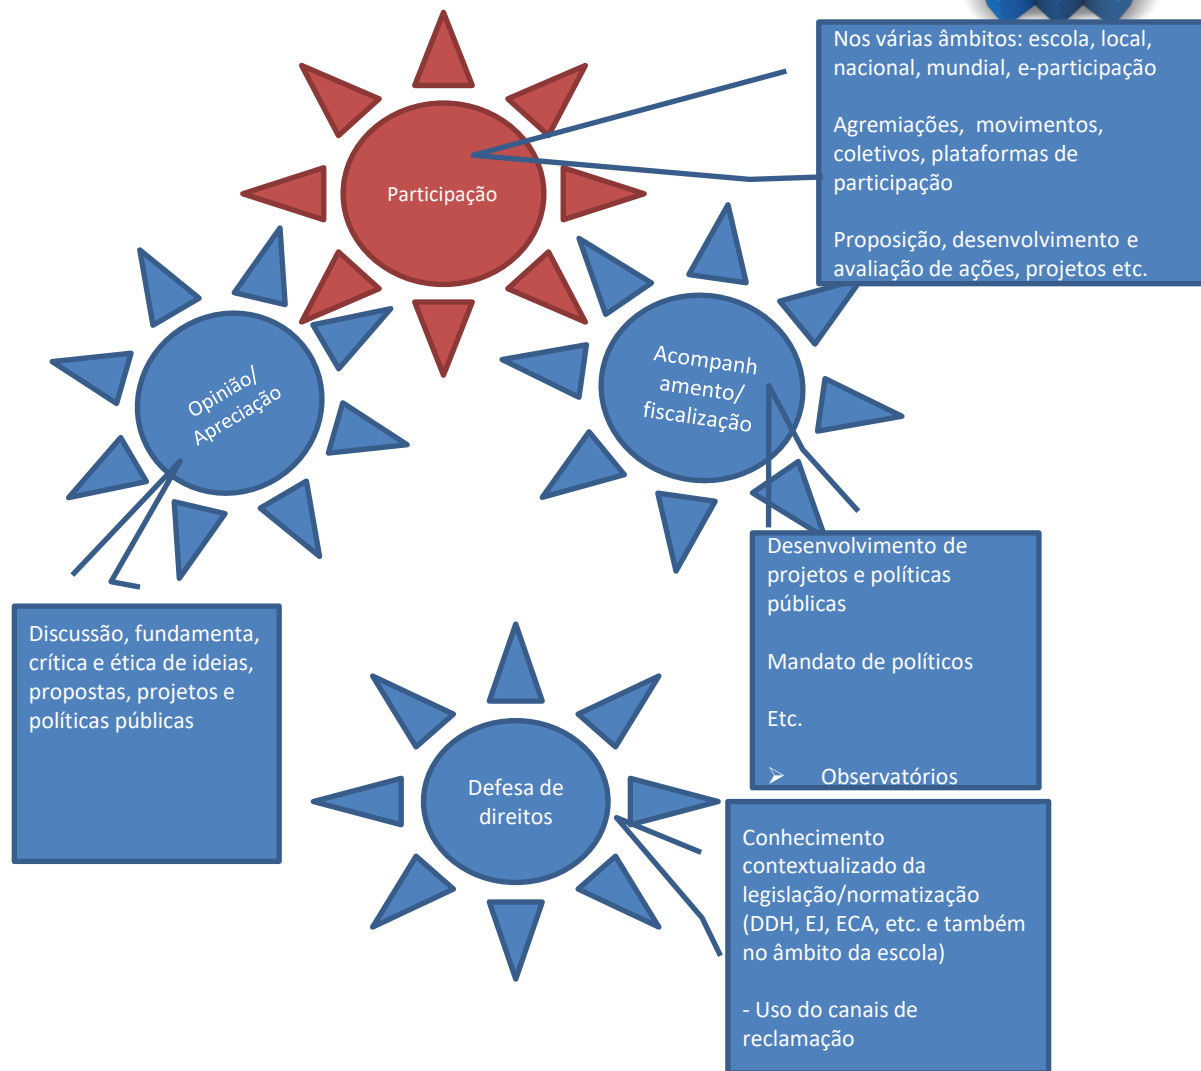 Nos várias âmbitos: escola, local,
nacional, mundial, e-participação
Agremiações, movimentos,
coletivos, plataformas de
participação
Proposição, desenvolvimento e
avaliação de ações, projetos etc.
Participação
Opinião/
Apreciação
Acompanh
amento/
fiscalização
Desenvolvimento de
projetos e políticas
públicas
Mandato de políticos
Etc.
➢ Observatórios
Discussão, fundamenta,
crítica e ética de ideias,
propostas, projetos e
políticas públicas
Defesa de
direitos
Conhecimento
contextualizado da
legislação/normatização
(DDH, EJ, ECA, etc. e também
no âmbito da escola)
- Uso do canais de
reclamação